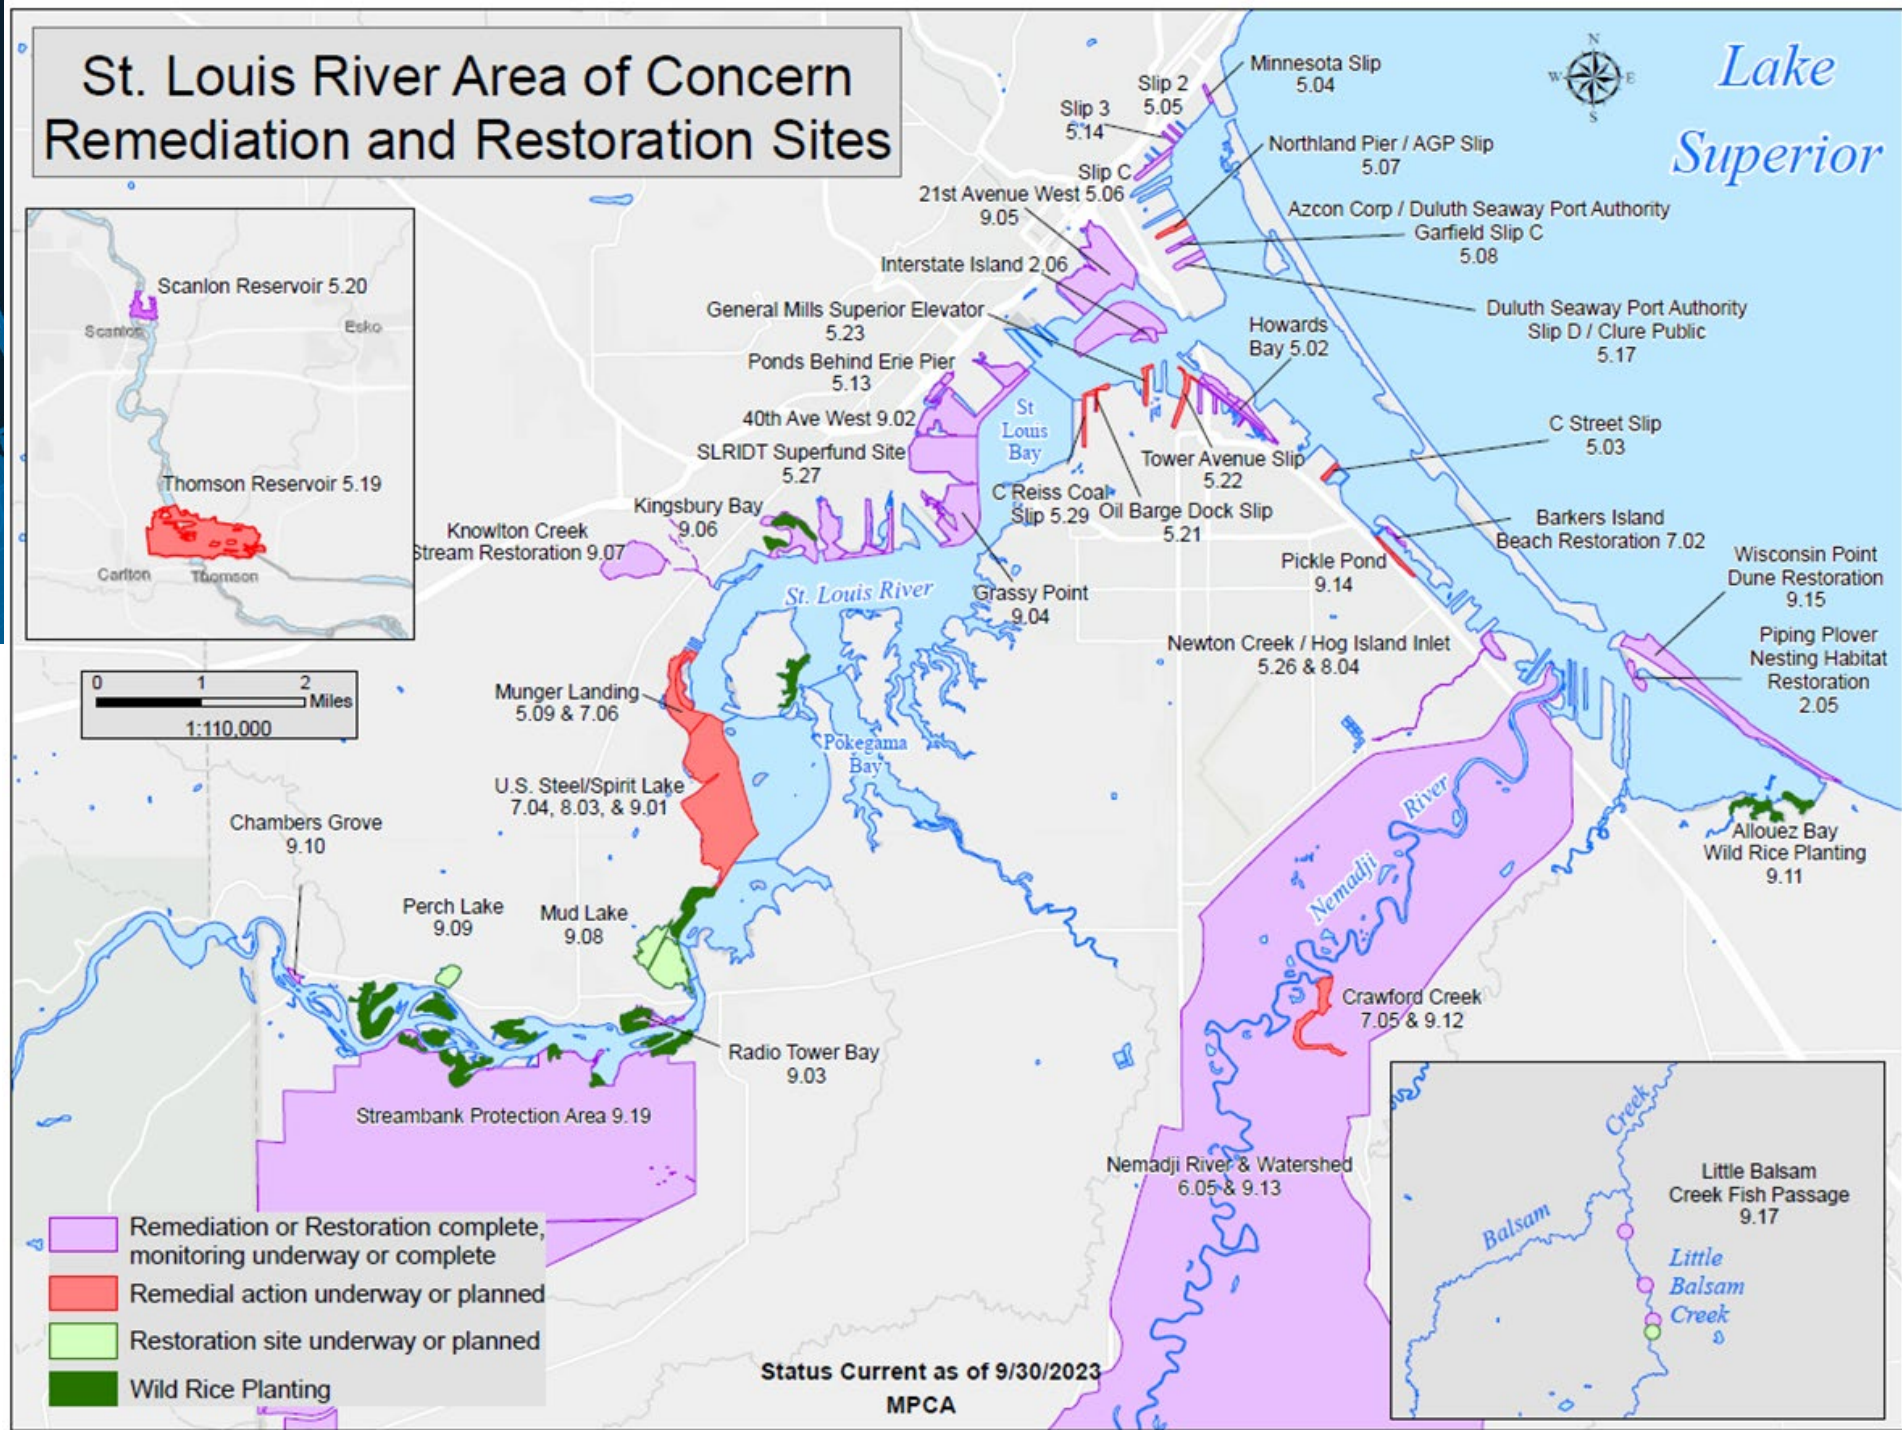 St. Louis River Area of Concern
Remediation and Restoration Sites
Lake
Superior
N
W
E
S
Minnesota Slip
5.04
Slip 2
5.05
Slip 3
5.14
Northland Pier / AGP Slip
5.07
Slip C
5.06
21st Avenue West
9.05
Azcon Corp / Duluth Seaway Port Authority
Garfield Slip C
5.08
Interstate Island 2.06
General Mills Superior Elevator
5.23
Duluth Seaway Port Authority
Slip D / Clure Public
5.17
Howards
Bay 5.02
Ponds Behind Erie Pier
5.13
40th Ave West 9.02
St
Louis
Bay
C Street Slip
5.03
SLRIDT Superfund Site
5.27
Tower Avenue Slip
5.22
C Reiss Coal
Slip 5.29
Oil Barge Dock Slip
5.21
Kingsbury Bay
9.06
Knowlton Creek
Stream Restoration 9.07
Barkers Island
Beach Restoration 7.02
Pickle Pond
9.14
Wisconsin Point
Dune Restoration
9.15
St. Louis River
Grassy Point
9.04
Piping Plover
Nesting Habitat
Restoration
2.05
Newton Creek / Hog Island Inlet
5.26 & 8.04
Scanlon Reservoir 5.20
Scanlon
Esko
Thomson Reservoir 5.19
Carlton
Thomson
0
1
2
Miles
1:110,000
Munger Landing
5.09 & 7.06
Pokegama
Bay
U.S. Steel/Spirit Lake
7.04, 8.03, & 9.01
Nemadji
River
Chambers Grove
9.10
Allouez Bay
Wild Rice Planting
9.11
Perch Lake
9.09
Mud Lake
9.08
Crawford Creek
7.05 & 9.12
Radio Tower Bay
9.03
Streambank Protection Area 9.19
Nemadji River & Watershed
6.05 & 9.13
Creek
Balsam
Little Balsam
Creek Fish Passage
9.17
Little
Balsam
Creek
Remediation or Restoration complete,
monitoring underway or complete
Remedial action underway or planned
Restoration site underway or planned
Wild Rice Planting
Status Current as of 9/30/2023
MPCA